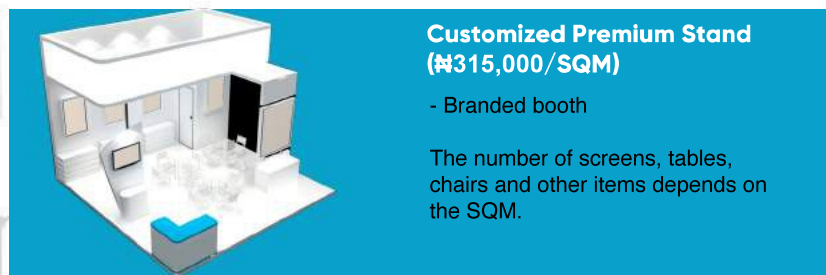 Customized Premium Stand
(₦315,000/SQM)
- Branded booth
The number of screens, tables,
chairs and other items depends on
the SQM.